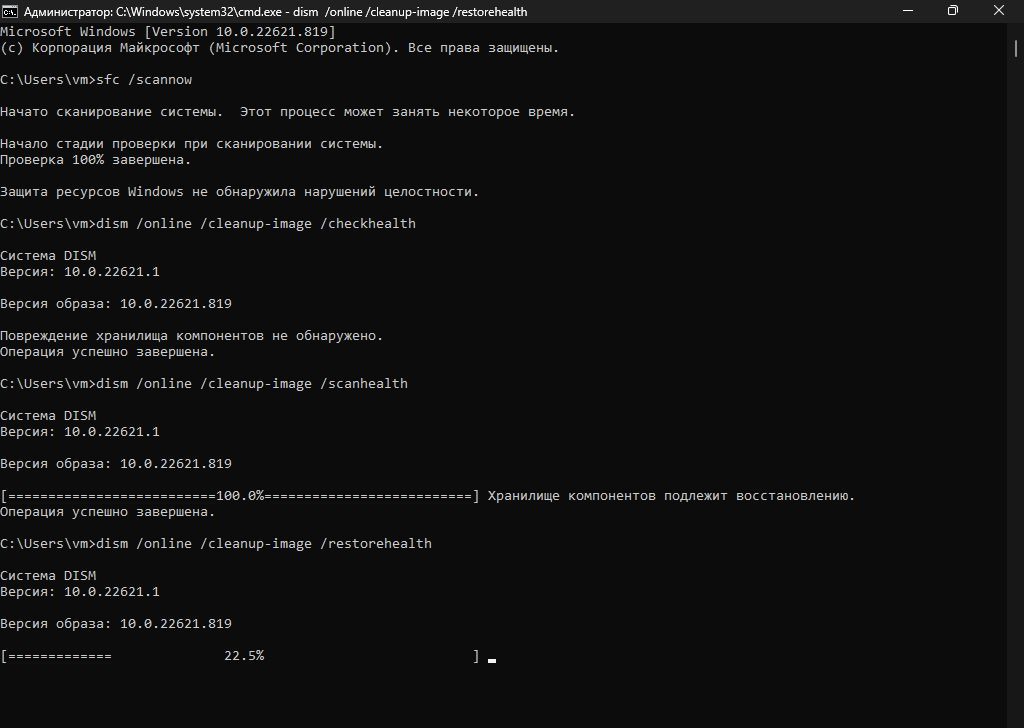 Администратор: C:\Windows\system32\cmd.exe - dism /online /cleanup-image /restorehealth
Microsoft Windows [Version 10.0.22621.819]
(c) Корпорация Майкрософт (Microsoft Corporation). Все права защищены.
C:\Users\vm>sfc /scannow
Начато сканирование системы.  Этот процесс может занять некоторое время.
Начало стадии проверки при сканировании системы.
Проверка 100% завершена.
Защита ресурсов Windows не обнаружила нарушений целостности.
C:\Users\vm>dism /online /cleanup-image /checkhealth
Cистема DISM
Версия: 10.0.22621.1
Версия образа: 10.0.22621.819
Повреждение хранилища компонентов не обнаружено.
Операция успешно завершена.
C:\Users\vm>dism /online /cleanup-image /scanhealth
Cистема DISM
Версия: 10.0.22621.1
Версия образа: 10.0.22621.819
[==========================100.0%==========================] Хранилище компонентов подлежит восстановлению.
Операция успешно завершена.
C:\Users\vm>dism /online /cleanup-image /restorehealth
Cистема DISM
Версия: 10.0.22621.1
Версия образа: 10.0.22621.819
[=============              22.5%                          ]